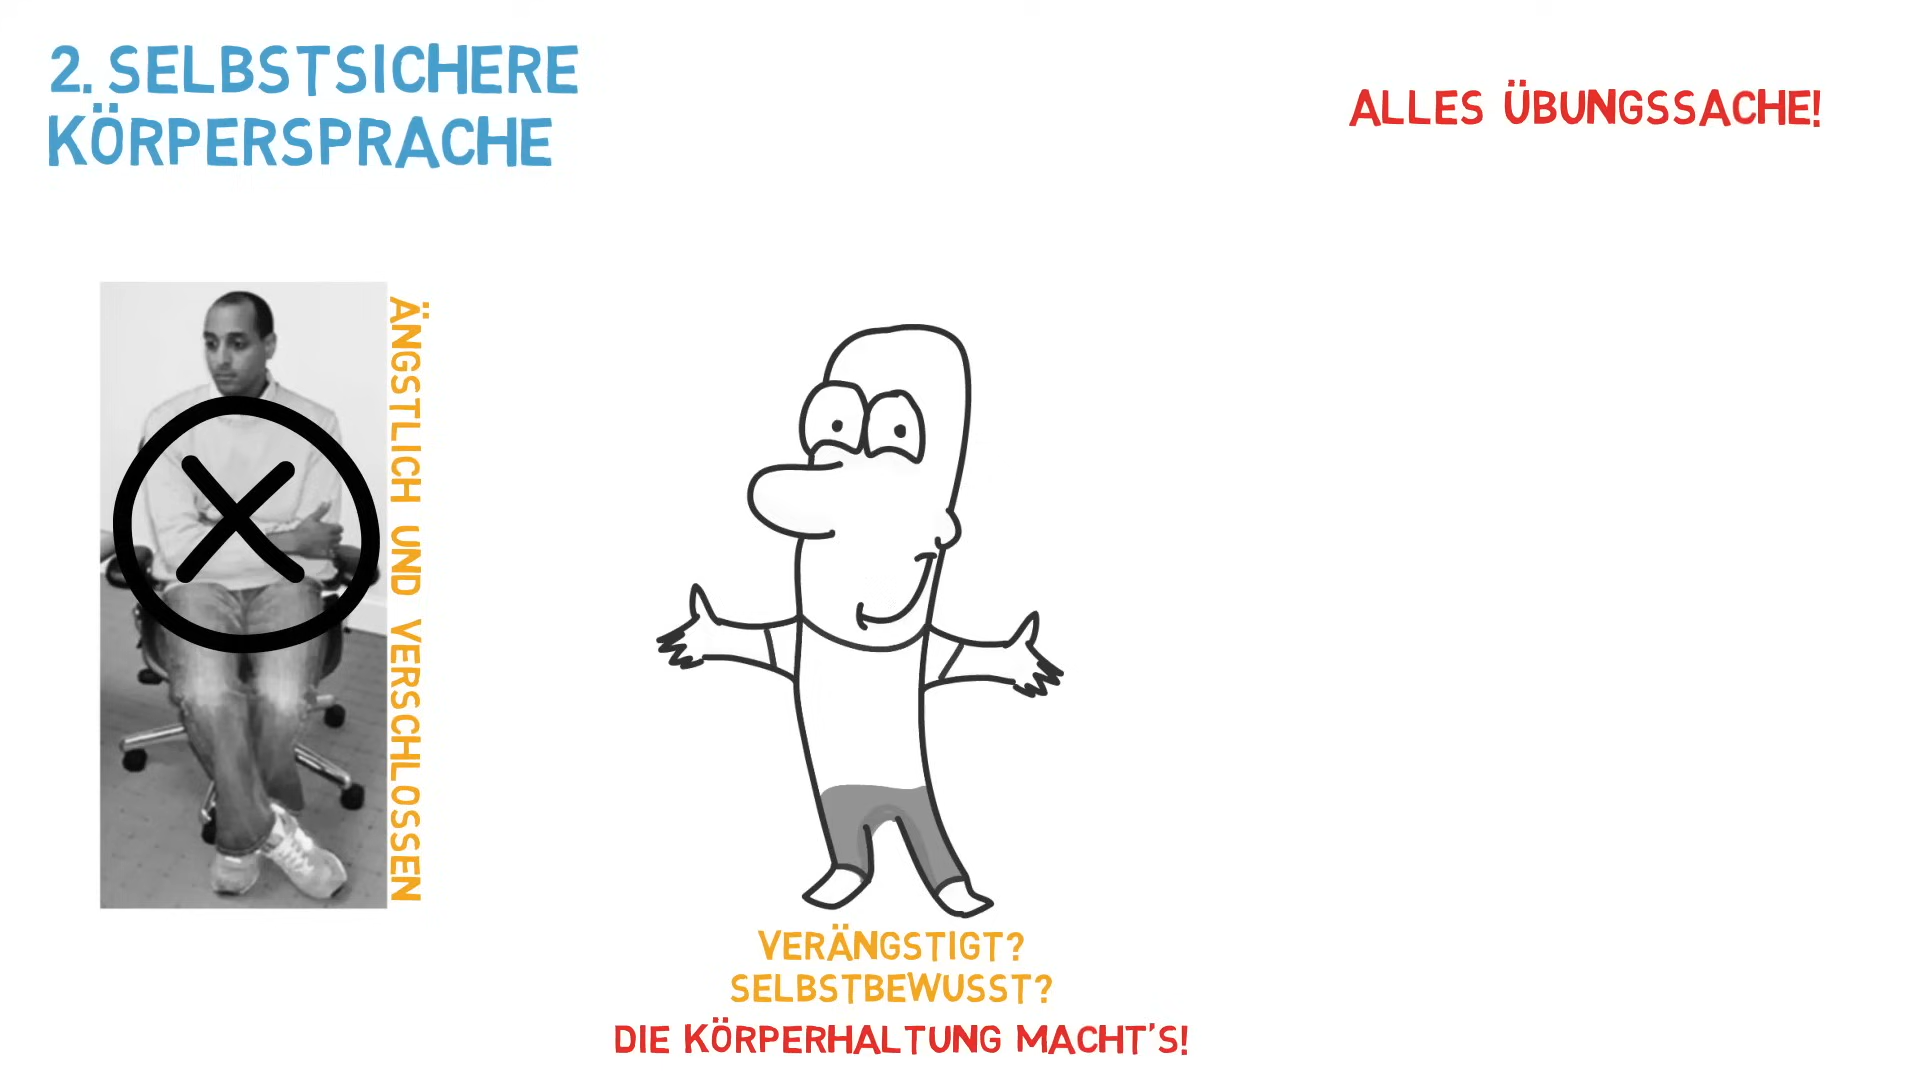 2. SELBSTSICHERE
KÖRPERSPRACHE
ALLES ÜBUNGSSACHE!
ÄNGSTLICH UND VERSCHLOSSEN
VERÄNGSTIGT?
SELBSTBEWUSST?
DIE KÖRPERHALTUNG MACHT'S!